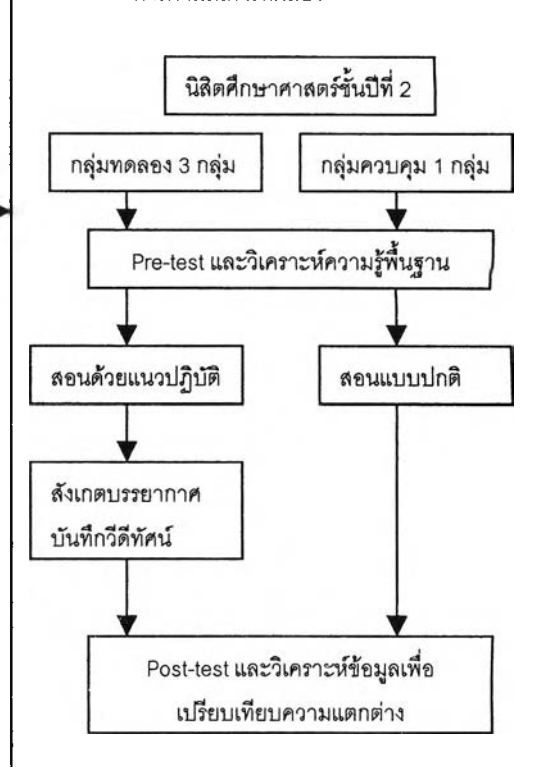 นิสิตศึกษาศาสตร์ชั้นปีที่ 2
กลุ่มทดลอง 3 กลุ่ม
กลุ่มควบคุม 1 กลุ่ม
Pre-test และวิเคราะห์ความรู้พื้นฐาน
สอนด้วยแนวปฏิบัติ
สอนแบบปกติ
สังเกตบรรยากาศ
บันทึกวีดีทัศน์
Post-test และวิเคราะห์ข้อมูลเพื่อ
เปรียบเทียบความแตกต่าง